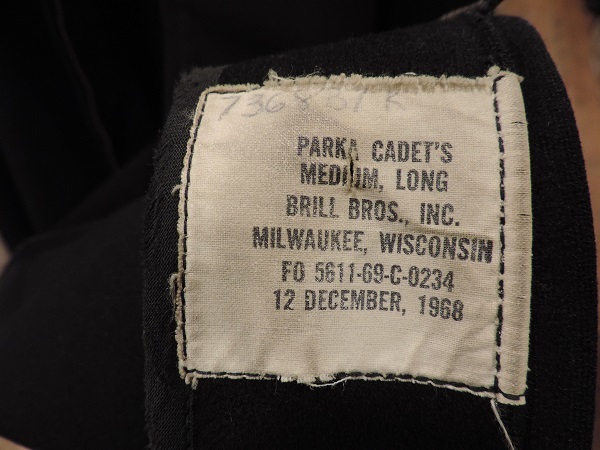 PARKA CADET'S
MEDIUM, LONG
BRILL BROS., INC.
MILWAUKEE, WISCONSIN
FO 5611-69-C-0234
12 DECEMBER, 1968